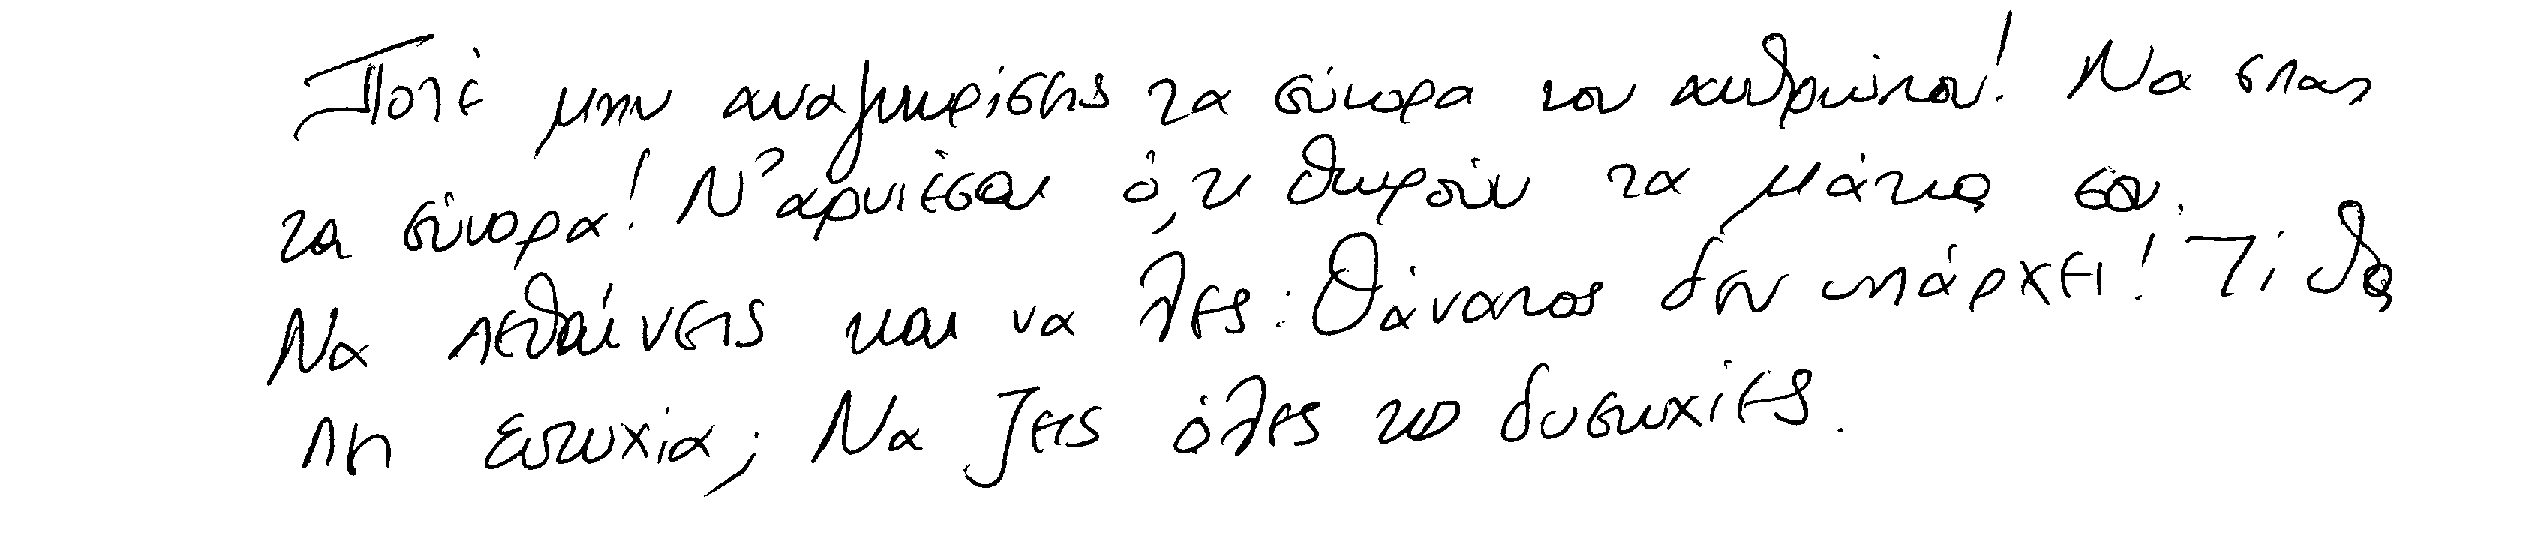 Ποτέ μην αναγνωρίσεις τα σύνορα του ανθρώπου! Να σπας
τα σύνορα! Ν' αρνιέσαι ό,τι θωρούν τα μάτια σου.
Να πεθαίνεις και να λες: Θάνατος δεν υπάρχει! Τι θα
πει ευτυχία; Να ζεις όλες τις δυστυχίες.